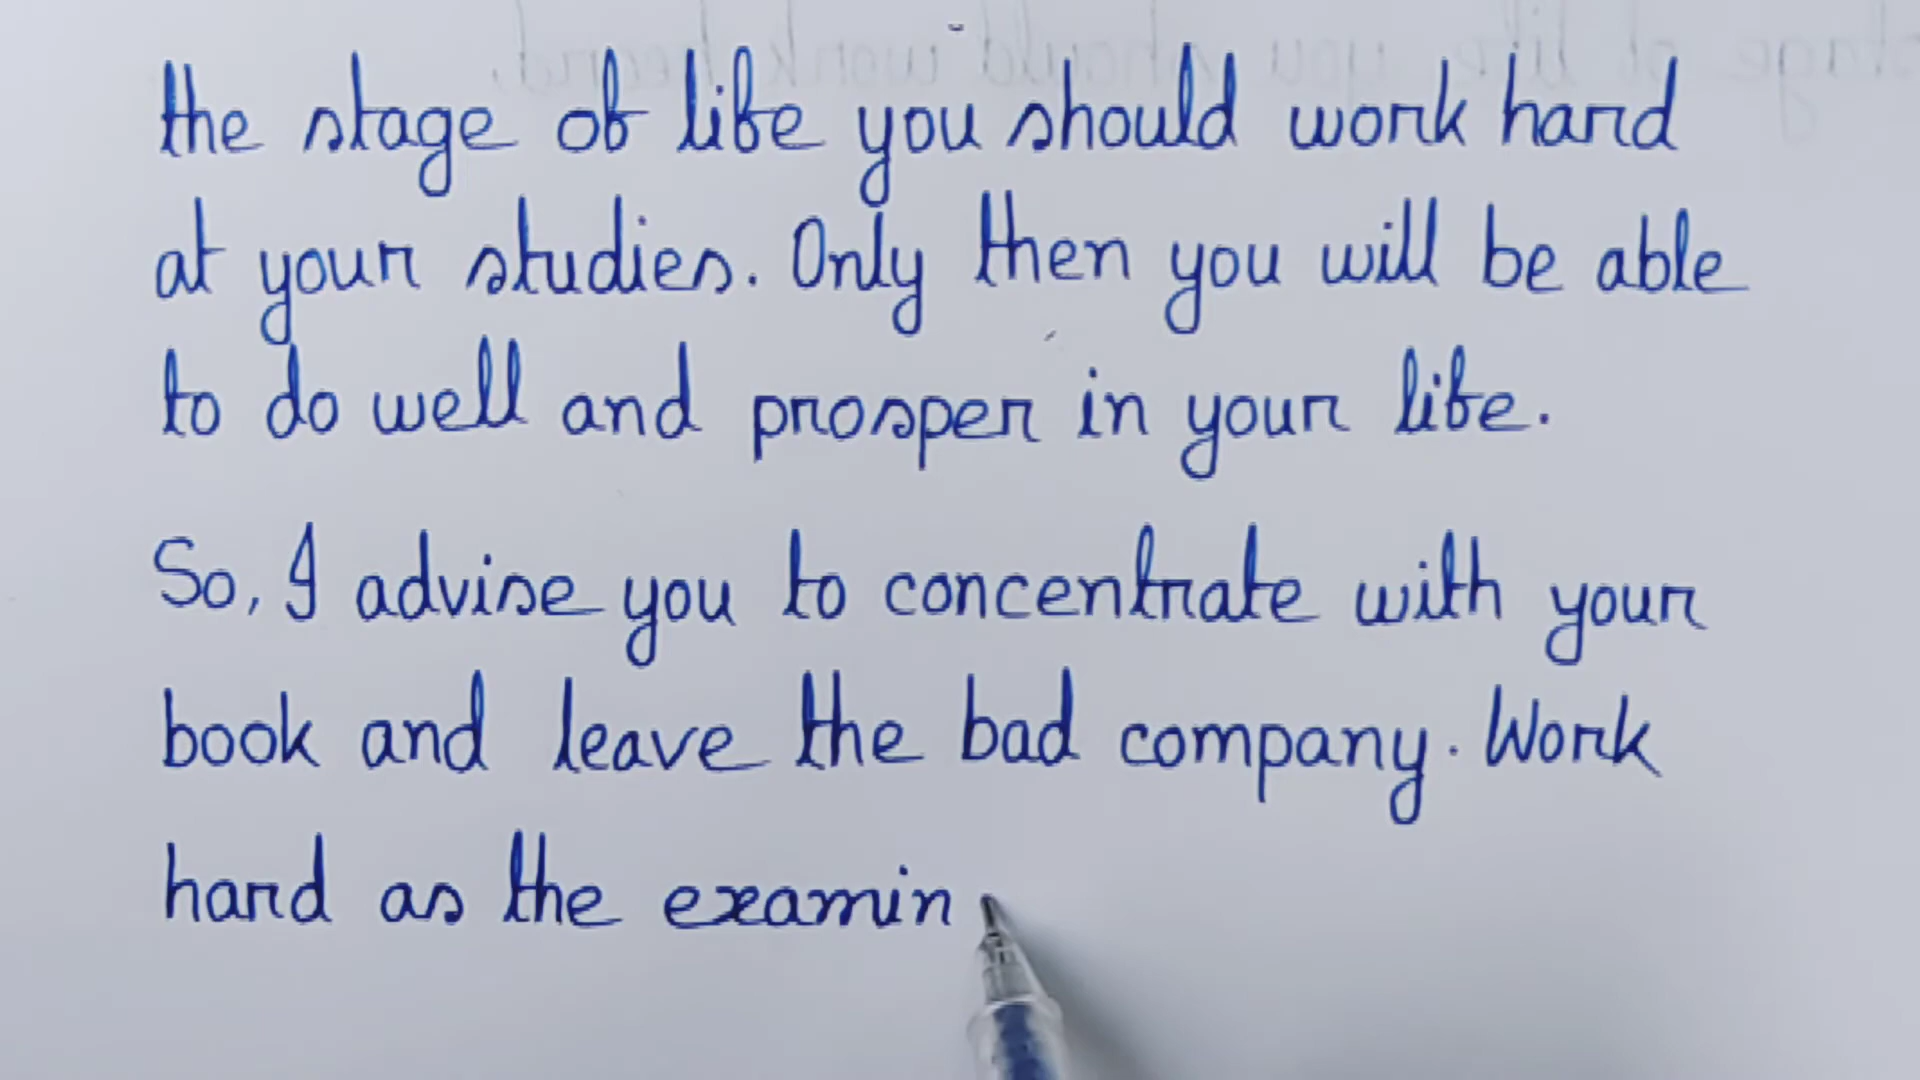 the stage of life you should work hard
at your studies. Only then you will be able
to do well and prosper in your life.
So, I advise you to concentrate with your
book and leave the bad company. Work
hard as the examin